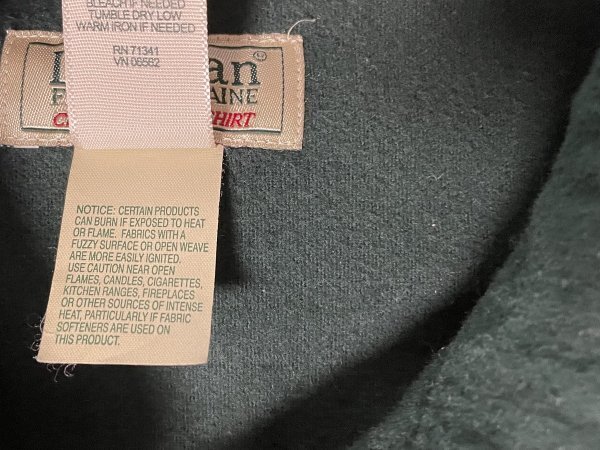 BLEACH IF NEEDED
TUMBLE DRY LOW
WARM IRON IF NEEDED
RN 71341
VN 06562
NOTICE: CERTAIN PRODUCTS
CAN BURN IF EXPOSED TO HEAT
OR FLAME. FABRICS WITH A
FUZZY SURFACE OR OPEN WEAVE
ARE MORE EASILY IGNITED.
USE CAUTION NEAR OPEN
FLAMES, CANDLES, CIGARETTES,
KITCHEN RANGES, FIREPLACES
OR OTHER SOURCES OF INTENSE
HEAT, PARTICULARLY IF FABRIC
SOFTENERS ARE USED ON
THIS PRODUCT.